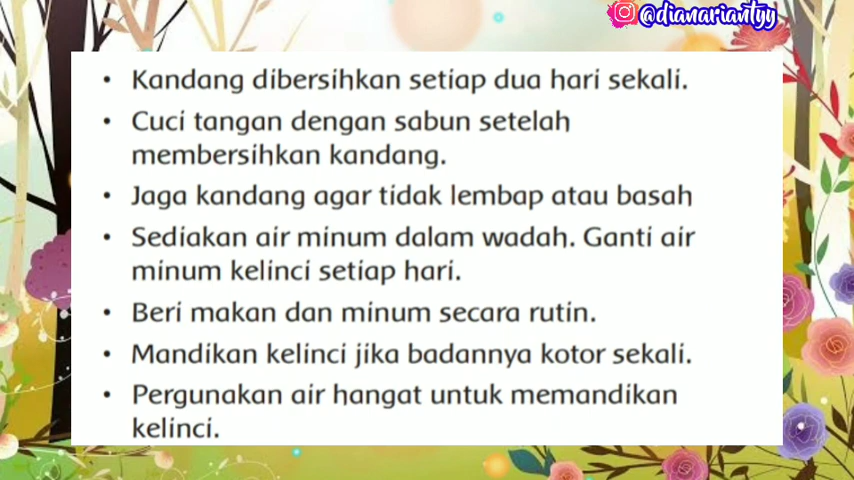 @dianariantyy
• Kandang dibersihkan setiap dua hari sekali.
• Cuci tangan dengan sabun setelah
membersihkan kandang.
• Jaga kandang agar tidak lembap atau basah
• Sediakan air minum dalam wadah. Ganti air
minum kelinci setiap hari.
• Beri makan dan minum secara rutin.
• Mandikan kelinci jika badannya kotor sekali.
• Pergunakan air hangat untuk memandikan
kelinci.